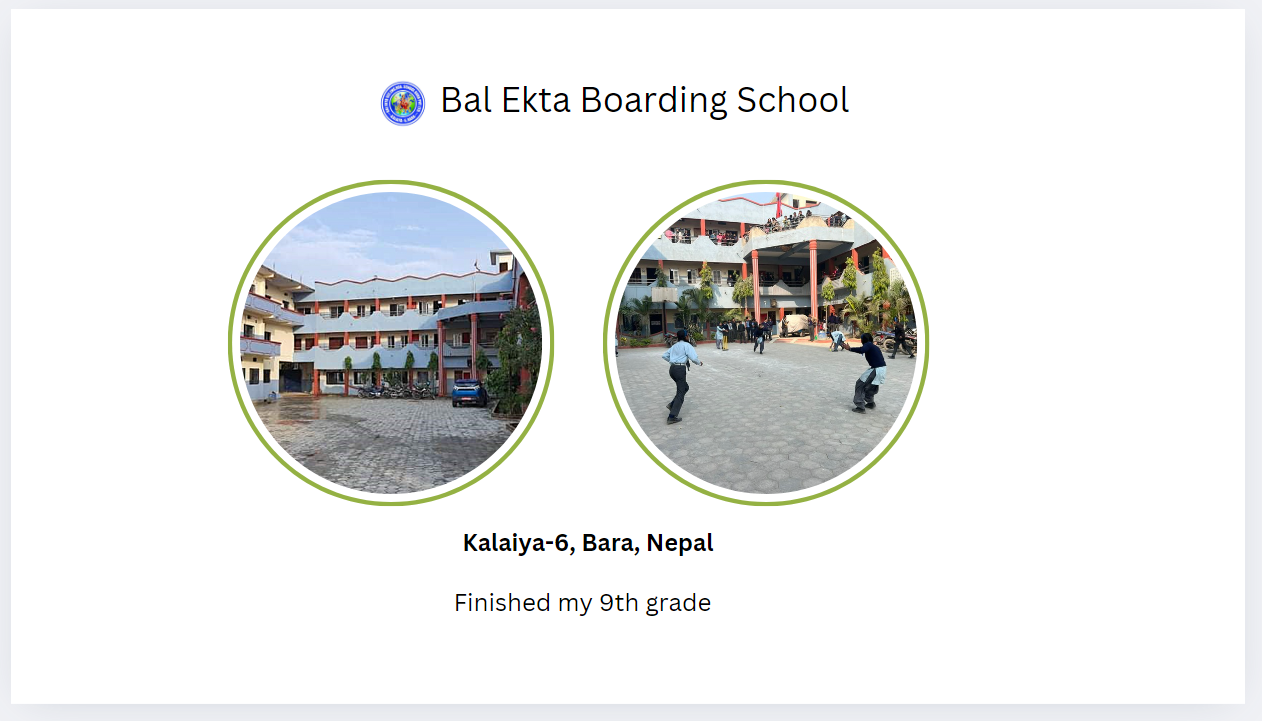 Bal Ekta Boarding School
Kalaiya-6, Bara, Nepal
Finished my 9th grade